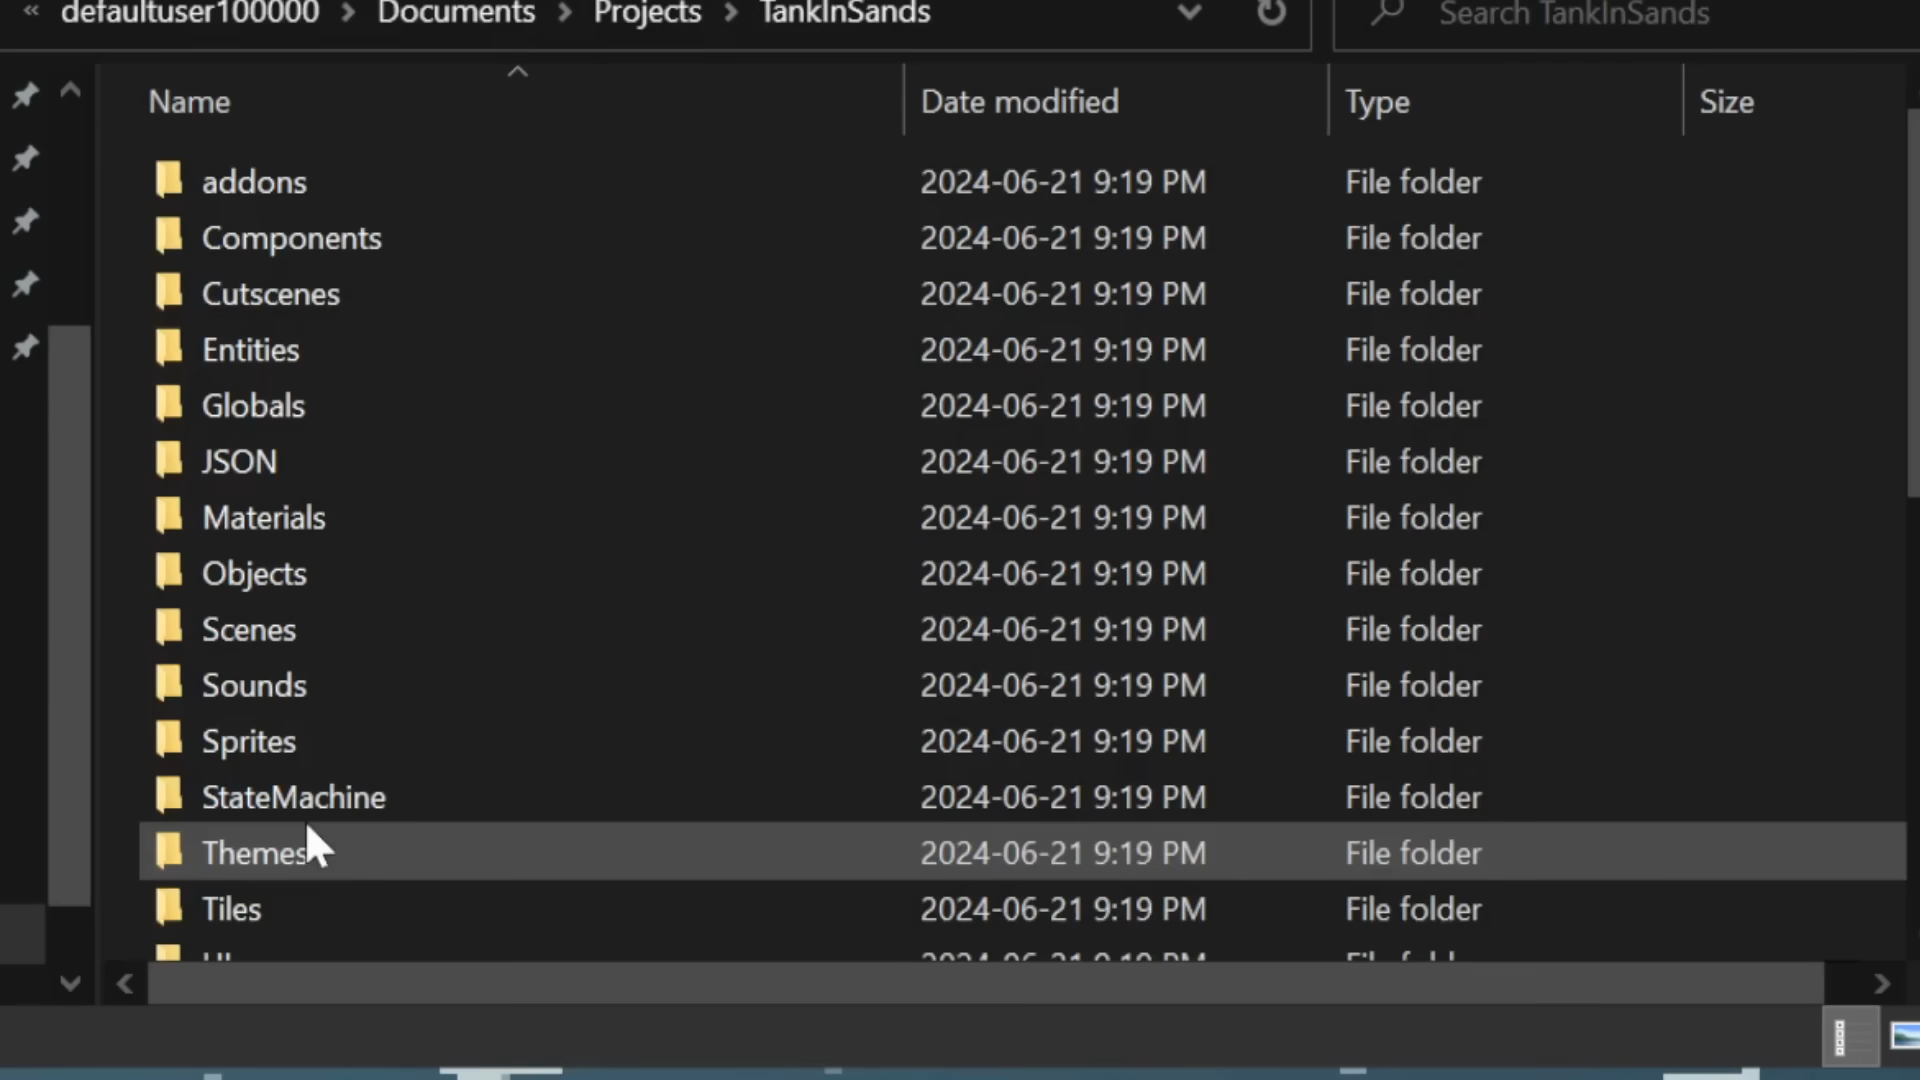 « defaultuser100000 > Documents > Projects > TankInSands
Search TankInSands
Name Date modified Type Size
addons 2024-06-21 9:19 PM File folder
Components 2024-06-21 9:19 PM File folder
Cutscenes 2024-06-21 9:19 PM File folder
Entities 2024-06-21 9:19 PM File folder
Globals 2024-06-21 9:19 PM File folder
JSON 2024-06-21 9:19 PM File folder
Materials 2024-06-21 9:19 PM File folder
Objects 2024-06-21 9:19 PM File folder
Scenes 2024-06-21 9:19 PM File folder
Sounds 2024-06-21 9:19 PM File folder
Sprites 2024-06-21 9:19 PM File folder
StateMachine 2024-06-21 9:19 PM File folder
Themes 2024-06-21 9:19 PM File folder
Tiles 2024-06-21 9:19 PM File folder